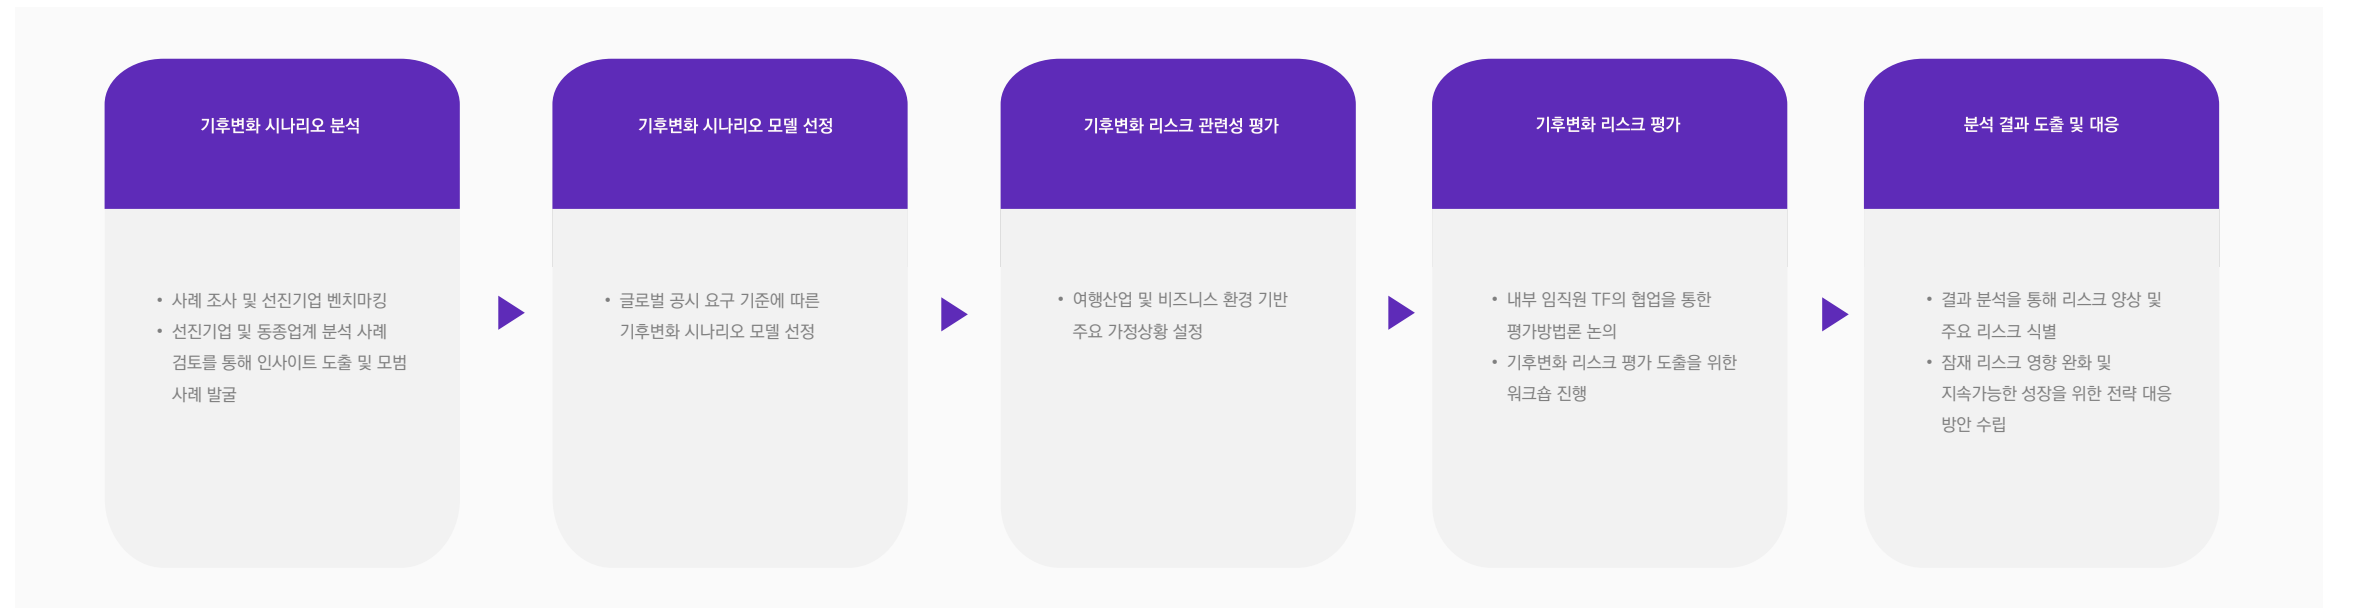 기후변화 시나리오 분석
• 사례 조사 및 선진기업 벤치마킹
• 선진기업 및 동종업계 분석 사례
검토를 통해 인사이트 도출 및 모범
사례 발굴
기후변화 시나리오 모델 선정
• 글로벌 공시 요구 기준에 따른
기후변화 시나리오 모델 선정
기후변화 리스크 관련성 평가
• 여행산업 및 비즈니스 환경 기반
주요 가정상황 설정
기후변화 리스크 평가
• 내부 임직원 TF의 협업을 통한
평가방법론 논의
• 기후변화 리스크 평가 도출을 위한
워크숍 진행
분석 결과 도출 및 대응
• 결과 분석을 통해 리스크 양상 및
주요 리스크 식별
• 잠재 리스크 영향 완화 및
지속가능한 성장을 위한 전략 대응
방안 수립